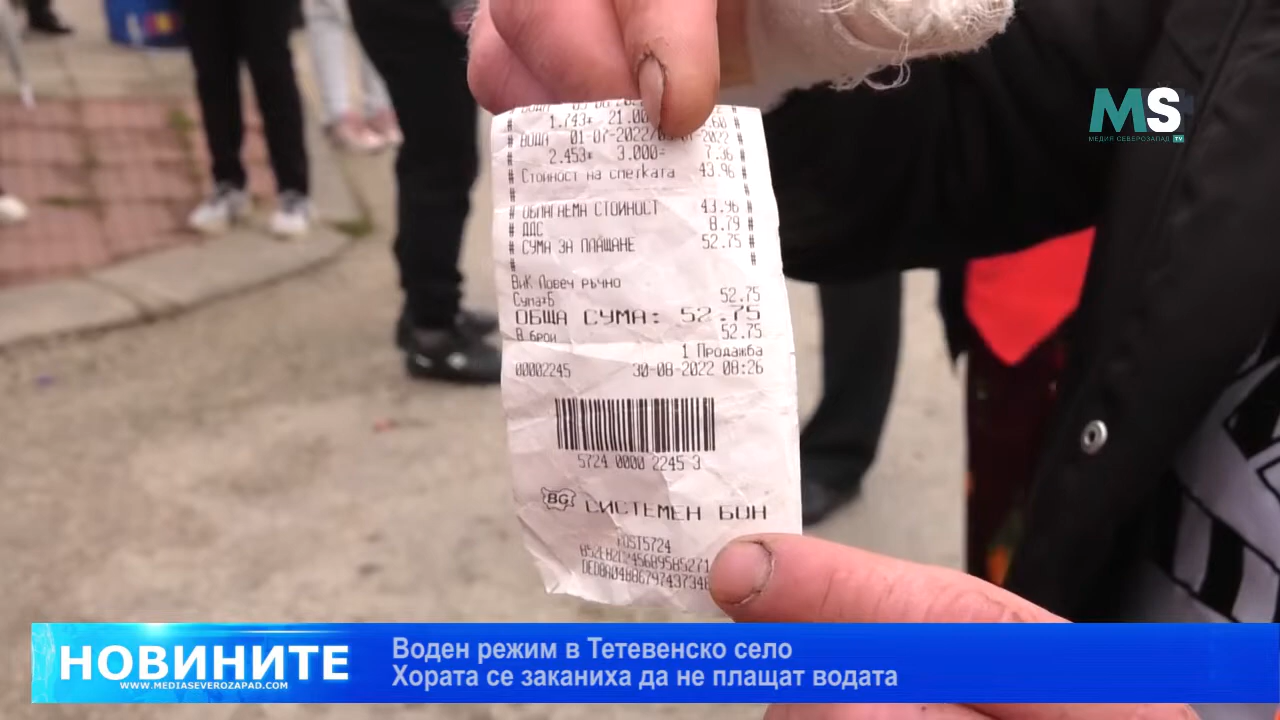 MS
МЕДИЯ СЕВЕРОЗАПАД TV
1.743* 21.00
ВОДА 01-07-2022/
2.453* 3.000= 7.36
Стойност на сметката 43.96
ОБЛАГАЕМА СТОЙНОСТ 43.96
ДДС 8.79
СУМА ЗА ПЛАЩАНЕ 52.75
ВиК Ловеч ръчно
Сума*Б 52.75
ОБЩА СУМА: 52.75
В брой 52.75
1 Продажба
00002245 30-08-2022 08:26
5724 0000 2245 3
BG СИСТЕМЕН БОН
НОВИНИТЕ
WWW.MEDIASEVEROZAPAD.COM
Воден режим в Тетевенско село
Хората се заканиха да не плащат водата